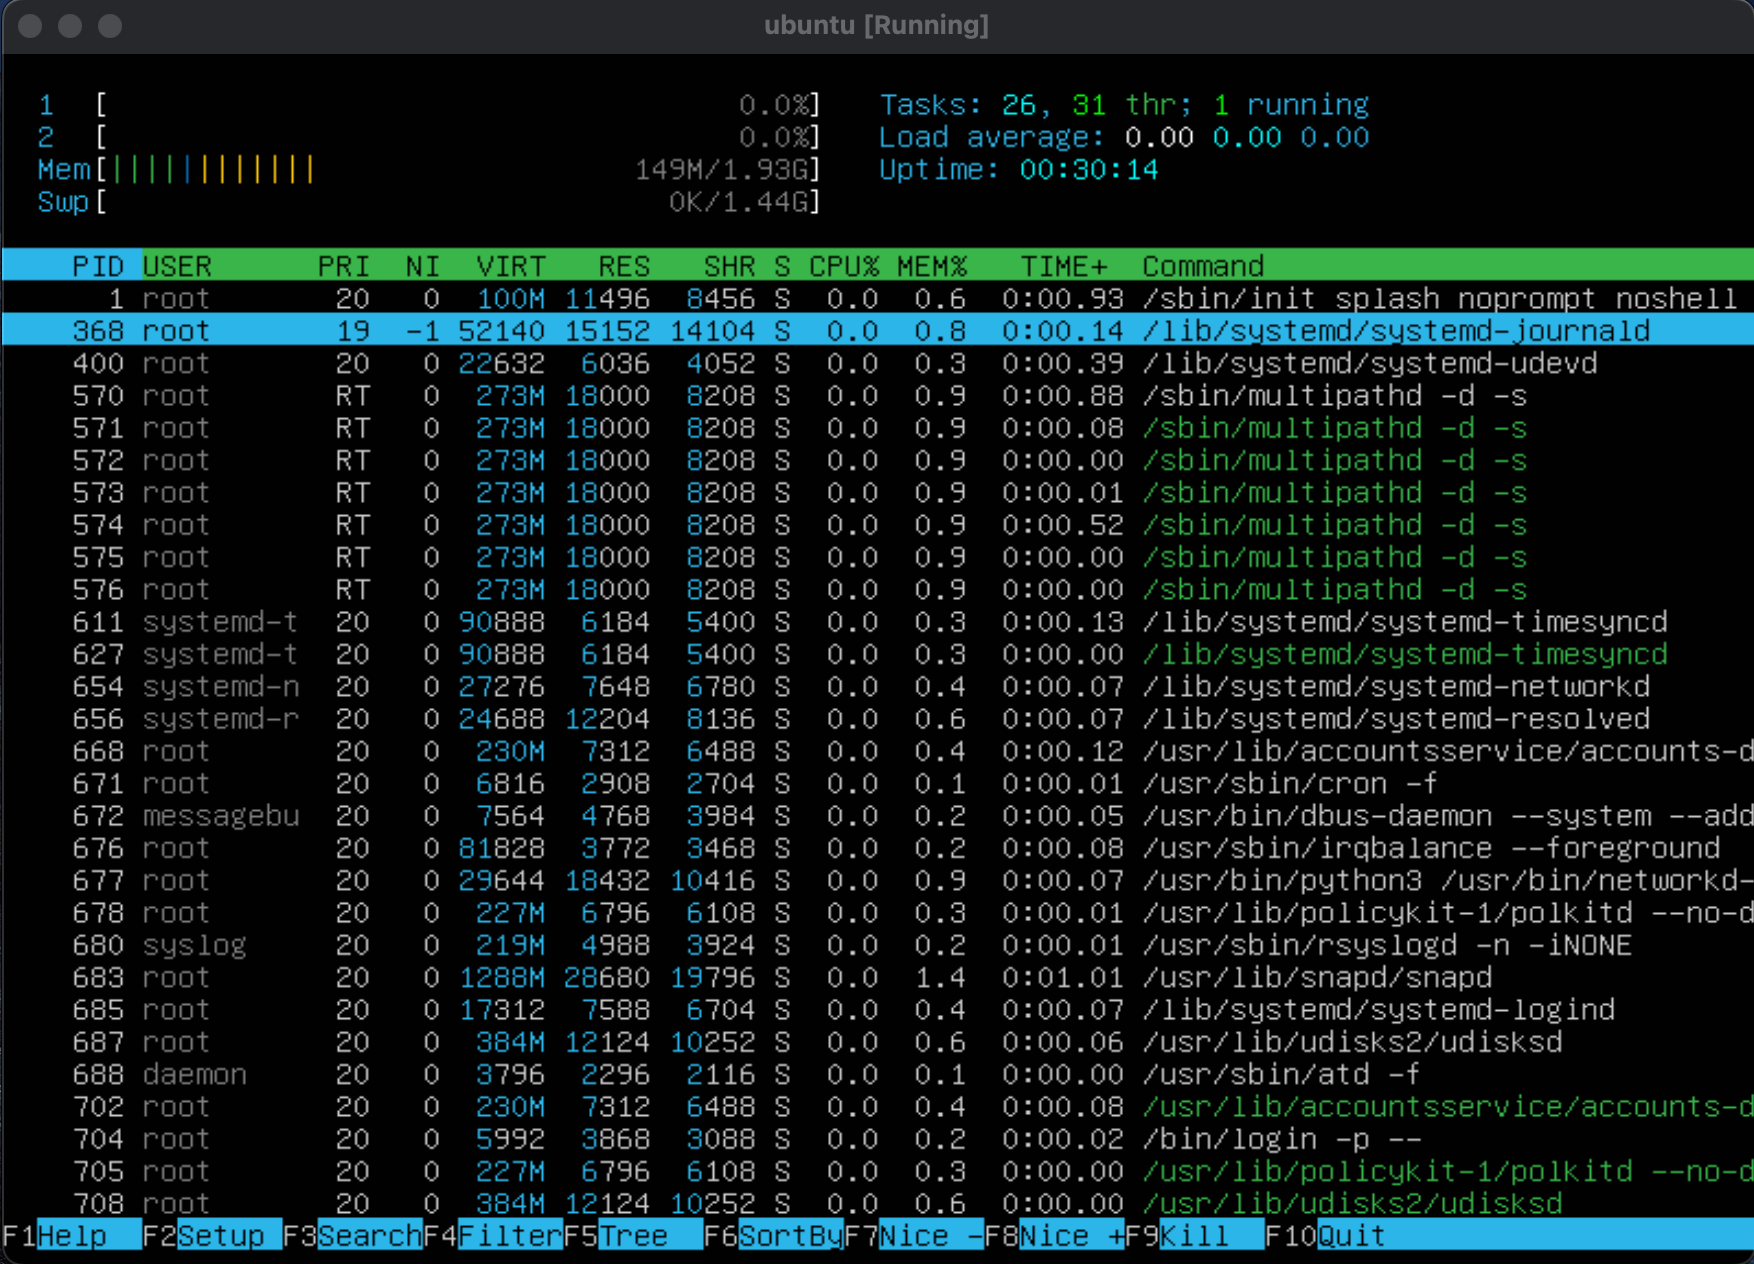 ubuntu [Running]
1 [ 0.0%] Tasks: 26, 31 thr; 1 running
2 [ 0.0%] Load average: 0.00 0.00 0.00
Mem[||||||||||||  149M/1.93G] Uptime: 00:30:14
Swp[ 0K/1.44G]
PID USER PRI NI VIRT RES SHR S CPU% MEM% TIME+ Command
1 root 20 0 100M 11496 8456 S 0.0 0.6 0:00.93 /sbin/init splash noprompt noshell
368 root 19 -1 52140 15152 14104 S 0.0 0.8 0:00.14 /lib/systemd/systemd-journald
400 root 20 0 22632 6036 4052 S 0.0 0.3 0:00.39 /lib/systemd/systemd-udevd
570 root RT 0 273M 18000 8208 S 0.0 0.9 0:00.88 /sbin/multipathd -d -s
571 root RT 0 273M 18000 8208 S 0.0 0.9 0:00.08 /sbin/multipathd -d -s
572 root RT 0 273M 18000 8208 S 0.0 0.9 0:00.00 /sbin/multipathd -d -s
573 root RT 0 273M 18000 8208 S 0.0 0.9 0:00.01 /sbin/multipathd -d -s
574 root RT 0 273M 18000 8208 S 0.0 0.9 0:00.52 /sbin/multipathd -d -s
575 root RT 0 273M 18000 8208 S 0.0 0.9 0:00.00 /sbin/multipathd -d -s
576 root RT 0 273M 18000 8208 S 0.0 0.9 0:00.00 /sbin/multipathd -d -s
611 systemd-t 20 0 90888 6184 5400 S 0.0 0.3 0:00.13 /lib/systemd/systemd-timesyncd
627 systemd-t 20 0 90888 6184 5400 S 0.0 0.3 0:00.00 /lib/systemd/systemd-timesyncd
654 systemd-n 20 0 27276 7648 6780 S 0.0 0.4 0:00.07 /lib/systemd/systemd-networkd
656 systemd-r 20 0 24688 12204 8136 S 0.0 0.6 0:00.07 /lib/systemd/systemd-resolved
668 root 20 0 230M 7312 6488 S 0.0 0.4 0:00.12 /usr/lib/accountsservice/accounts-d
671 root 20 0 6816 2908 2704 S 0.0 0.1 0:00.01 /usr/sbin/cron -f
672 messagebu 20 0 7564 4768 3984 S 0.0 0.2 0:00.05 /usr/bin/dbus-daemon --system --add
676 root 20 0 81828 3772 3468 S 0.0 0.2 0:00.08 /usr/sbin/irqbalance --foreground
677 root 20 0 29644 18432 10416 S 0.0 0.9 0:00.07 /usr/bin/python3 /usr/bin/networkd-
678 root 20 0 227M 6796 6108 S 0.0 0.3 0:00.01 /usr/lib/policykit-1/polkitd --no-d
680 syslog 20 0 219M 4988 3924 S 0.0 0.2 0:00.01 /usr/sbin/rsyslogd -n -iNONE
683 root 20 0 1288M 28680 19796 S 0.0 1.4 0:01.01 /usr/lib/snapd/snapd
685 root 20 0 17312 7588 6704 S 0.0 0.4 0:00.07 /lib/systemd/systemd-logind
687 root 20 0 384M 12124 10252 S 0.0 0.6 0:00.06 /usr/lib/udisks2/udisksd
688 daemon 20 0 3796 2296 2116 S 0.0 0.1 0:00.00 /usr/sbin/atd -f
702 root 20 0 230M 7312 6488 S 0.0 0.4 0:00.08 /usr/lib/accountsservice/accounts-d
704 root 20 0 5992 3868 3088 S 0.0 0.2 0:00.02 /bin/login -p --
705 root 20 0 227M 6796 6108 S 0.0 0.3 0:00.00 /usr/lib/policykit-1/polkitd --no-d
708 root 20 0 384M 12124 10252 S 0.0 0.6 0:00.00 /usr/lib/udisks2/udisksd
F1Help F2Setup F3SearchF4FilterF5Tree F6SortByF7Nice -F8Nice +F9Kill F10Quit